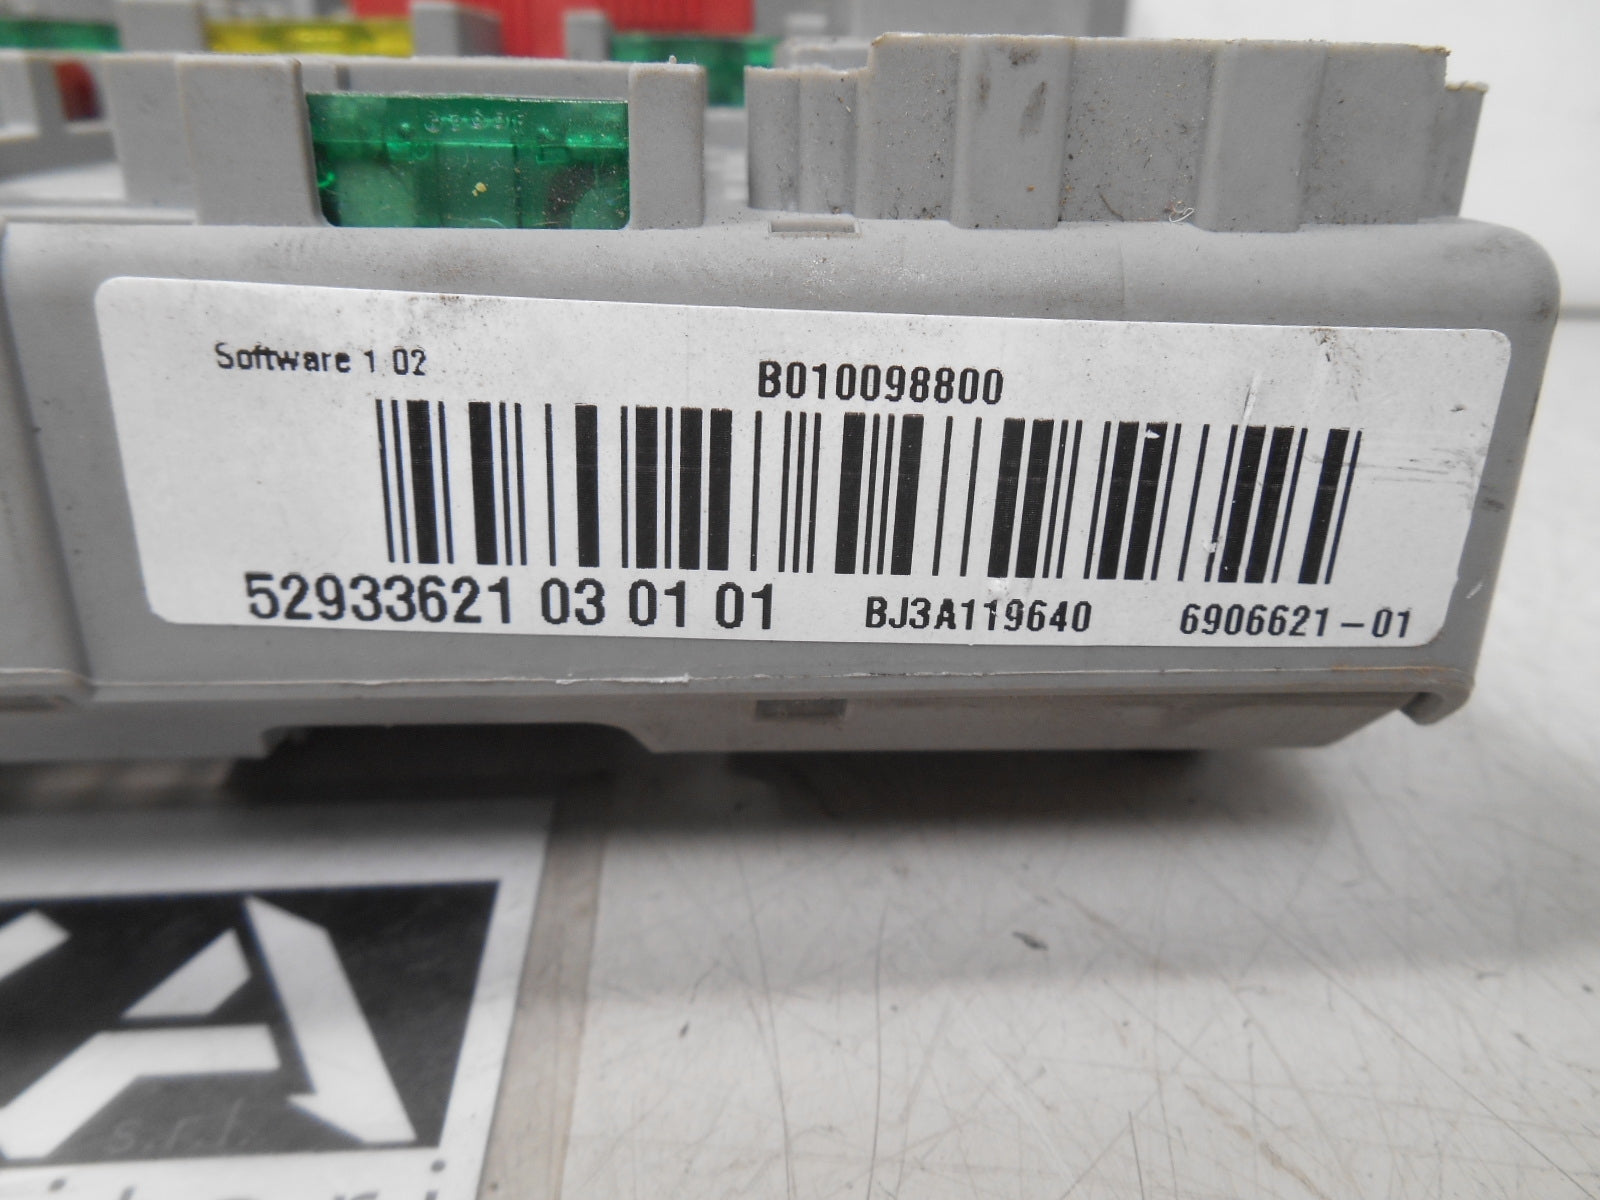 Software 1 02
B010098800
52933621 03 01 01 BJ3A119640 6906621-01
A
s.r.l.